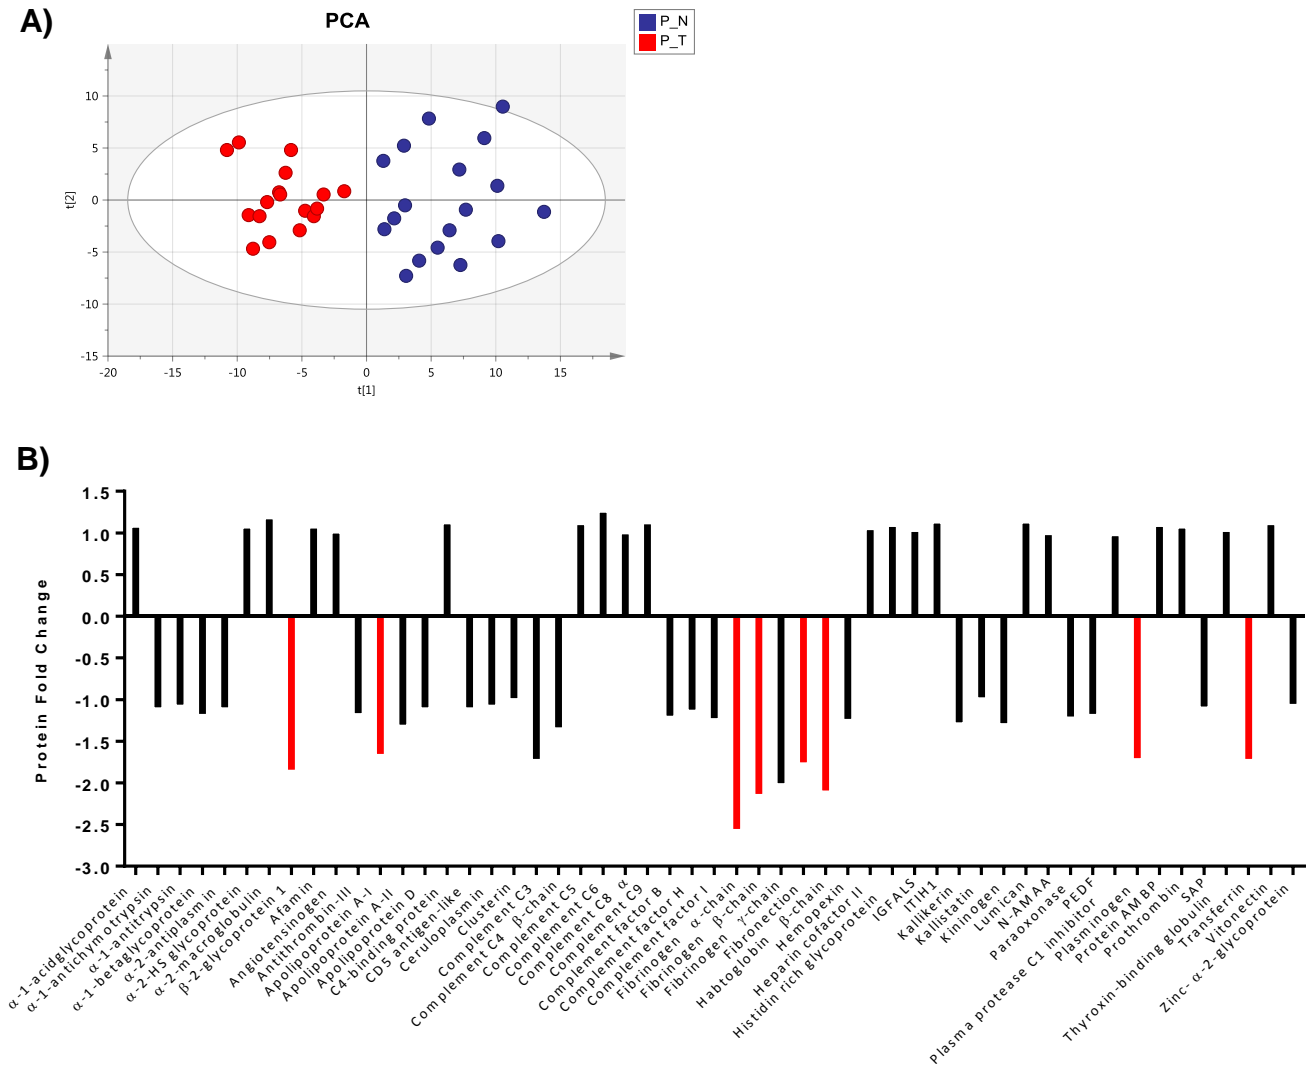 A)
PCA
P_N
P_T
10
5
0
-5
-10
-15
t[2]
-20
-15
-10
-5
0
5
10
15
t[1]
B)
Protein Fold Change
1.5
1.0
0.5
0.0
-0.5
-1.0
-1.5
-2.0
-2.5
-3.0
α-1-acidglycoprotein
α-1-antichymotrypsin
α-1-antitrypsin
α-1-betaglycoprotein
α-2-antiplasmin
α-2-HS glycoprotein
α-2-macroglobulin
β-2-glycoprotein 1
Afamin
Angiotensinogen
Antithrombin-III
Apolipoprotein A-I
Apolipoprotein A-II
Apolipoprotein D
C4-binding protein
CD5 antigen-like
Ceruloplasmin
Clusterin
Complement C3
Complement C4 β-chain
Complement C5
Complement C6
Complement C8 α
Complement C9
Complement factor B
Complement factor H
Complement factor I
Fibrinogen α-chain
Fibrinogen β-chain
Fibrinogen γ-chain
Fibronection
Habtoglobin β-chain
Hemopexin
Heparin cofactor II
Histidin rich glycoprotein
IGFALS
ITIH1
Kallikerin
Kallistatin
Kininogen
Lumican
N-AMAA
Paraoxonase
PEDF
Plasma protease C1 inhibitor
Plasminogen
Protein AMBP
Prothrombin
SAP
Thyroxin-binding globulin
Transferrin
Vitronectin
Zinc- α-2-glycoprotein